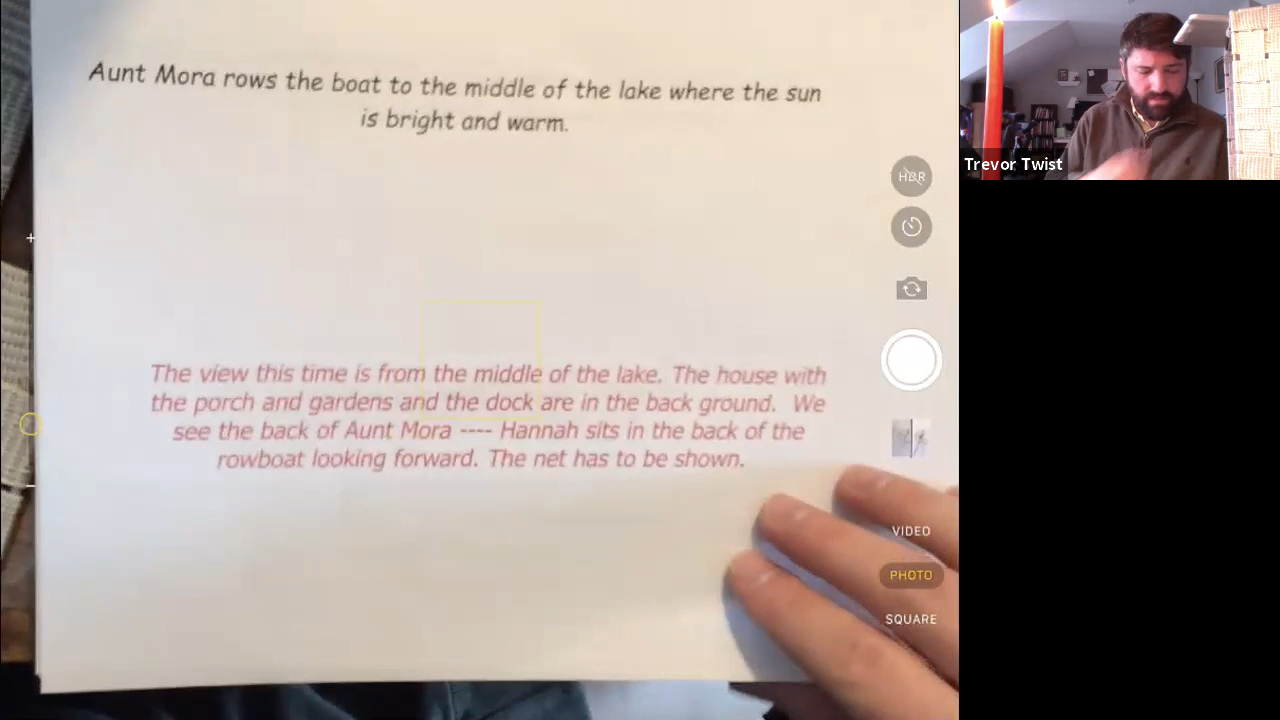 Aunt Mora rows the boat to the middle of the lake where the sun
is bright and warm.
The view this time is from the middle of the lake. The house with
the porch and gardens and the dock are in the back ground. We
see the back of Aunt Mora ---- Hannah sits in the back of the
rowboat looking forward. The net has to be shown.
HDR
VIDEO
PHOTO
SQUARE
Trevor Twist